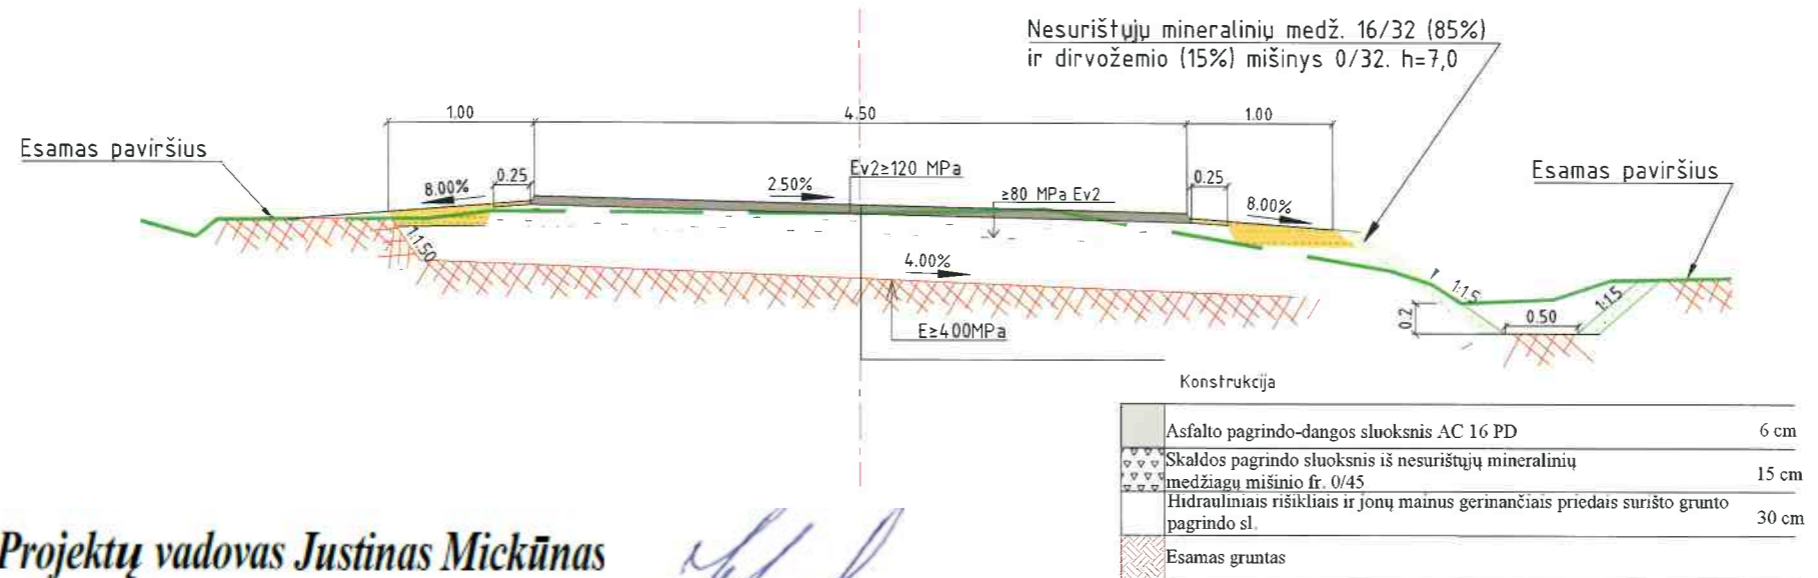 Nesurištųjų mineralinių medž. 16/32 (85%)
ir dirvožemio (15%) mišinys 0/32. h=7,0
1.00
4.50
1.00
Esamas paviršius
Esamas paviršius
8.00%
0.25
2.50%
Ev2≥120 MPa
≥80 MPa Ev2
0.25
8.00%
1:1.50
4.00%
E≥400MPa
1:1.5
0.2
0.50
1:1.5
Konstrukcija
Asfalto pagrindo-dangos sluoksnis AC 16 PD 6 cm
Skaldos pagrindo sluoksnis iš nesurištųjų mineralinių
medžiagų mišinio fr. 0/45 15 cm
Hidrauliniais rišikliais ir jonų mainus gerinančiais priedais surišto grunto
pagrindo sl. 30 cm
Esamas gruntas
Projektų vadovas Justinas Mickūnas